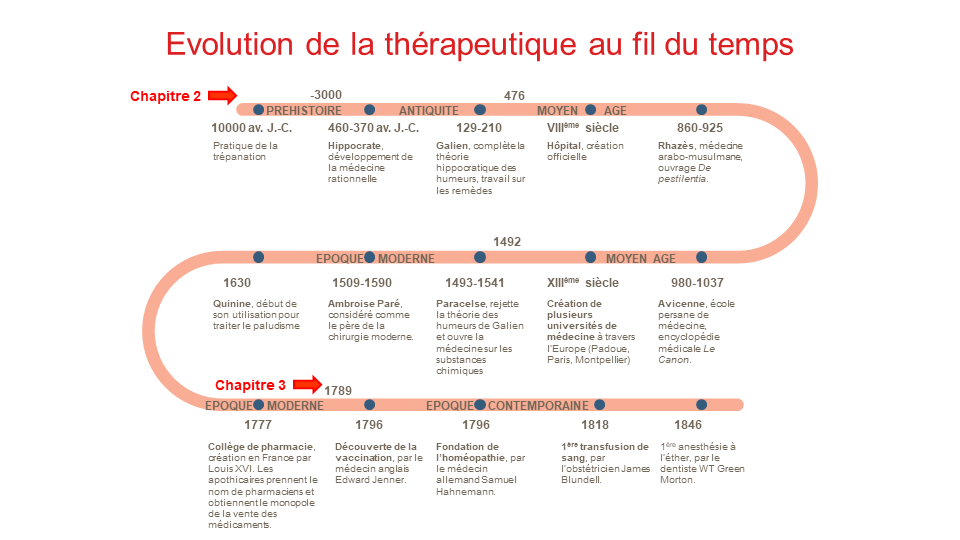 Evolution de la thérapeutique au fil du temps
Chapitre 2
-3000
476
PREHISTOIRE
ANTIQUITE
MOYEN AGE
10000 av. J.-C.
Pratique de la
trépanation
460-370 av. J.-C.
Hippocrate,
développement de
la médecine
rationnelle
129-210
Galien, complète la
théorie
hippocratique des
humeurs, travail sur
les remèdes
VIIIème siècle
Hôpital, création
officielle
860-925
Rhazès, médecine
arabo-musulmane,
ouvrage De
pestilentia.
1492
EPOQUE MODERNE
MOYEN AGE
1630
Quinine, début de
son utilisation pour
traiter le paludisme
1509-1590
Ambroise Paré,
considéré comme
le père de la
chirurgie moderne.
1493-1541
Paracelse, rejette
la théorie des
humeurs de Galien
et ouvre la
médecine sur les
substances
chimiques
XIIIème siècle
Création de
plusieurs
universités de
médecine à travers
l'Europe (Padoue,
Paris, Montpellier)
980-1037
Avicenne, école
persane de
médecine,
encyclopédie
médicale Le
Canon.
Chapitre 3
1789
EPOQUE MODERNE
EPOQUE CONTEMPORAINE
1777
Collège de pharmacie,
création en France par
Louis XVI. Les
apothicaires prennent le
nom de pharmaciens et
obtiennent le monopole
de la vente des
médicaments.
1796
Découverte de la
vaccination, par le
médecin anglais
Edward Jenner.
1796
Fondation de
l'homéopathie, par
le médecin
allemand Samuel
Hahnemann.
1818
1ère transfusion de
sang, par
l'obstétricien James
Blundell.
1846
1ère anesthésie à
l'éther, par le
dentiste WT Green
Morton.